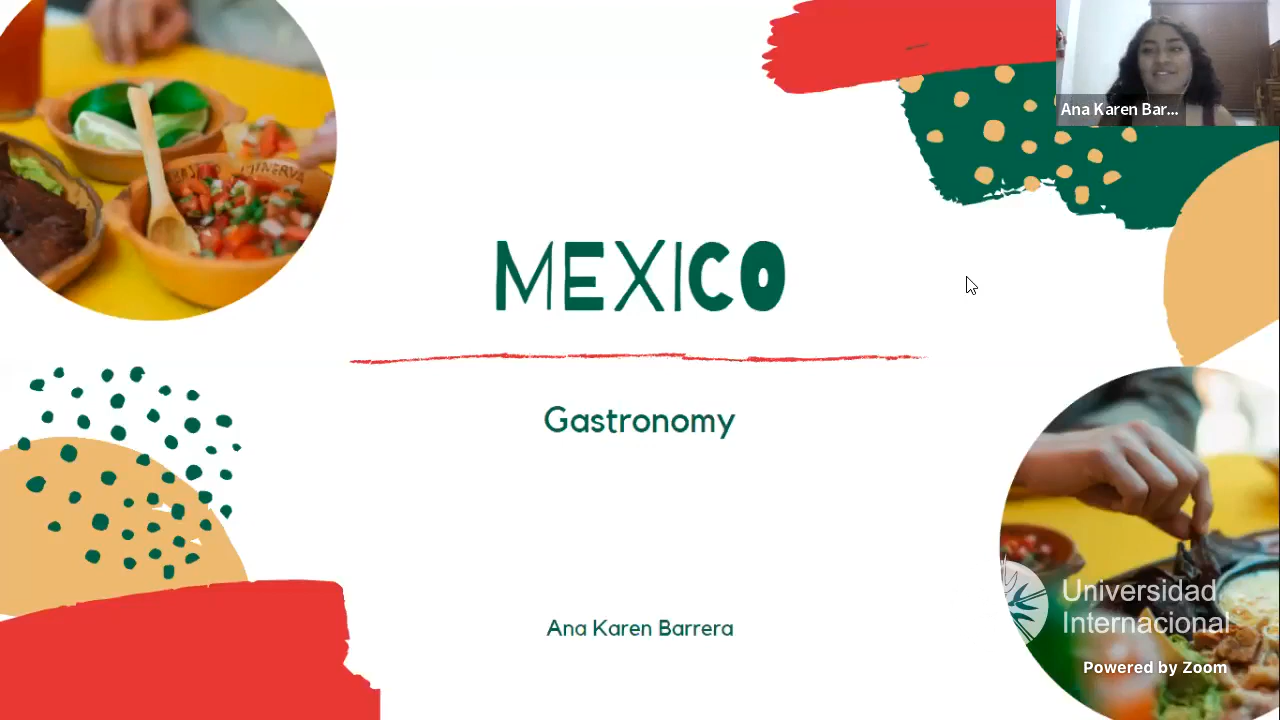 Ana Karen Bar...
MEXICO
Gastronomy
Ana Karen Barrera
Universidad
Internacional
Powered by Zoom